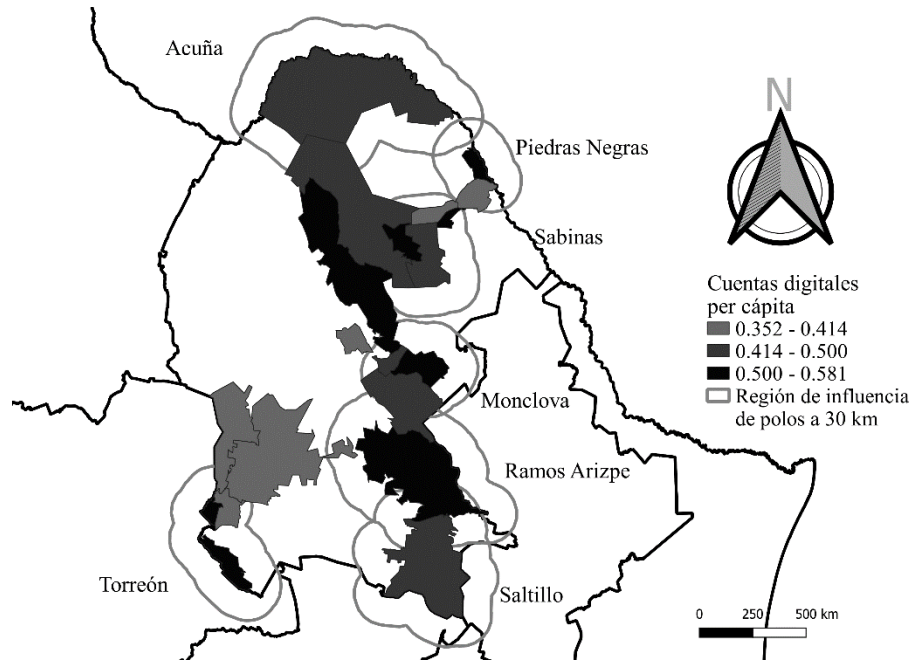 Acuña
N
Piedras Negras
Sabinas
Cuentas digitales
per cápita
0.352 - 0.414
0.414 - 0.500
0.500 - 0.581
Región de influencia
de polos a 30 km
Monclova
Ramos Arizpe
Torreón
Saltillo
0 250 500 km